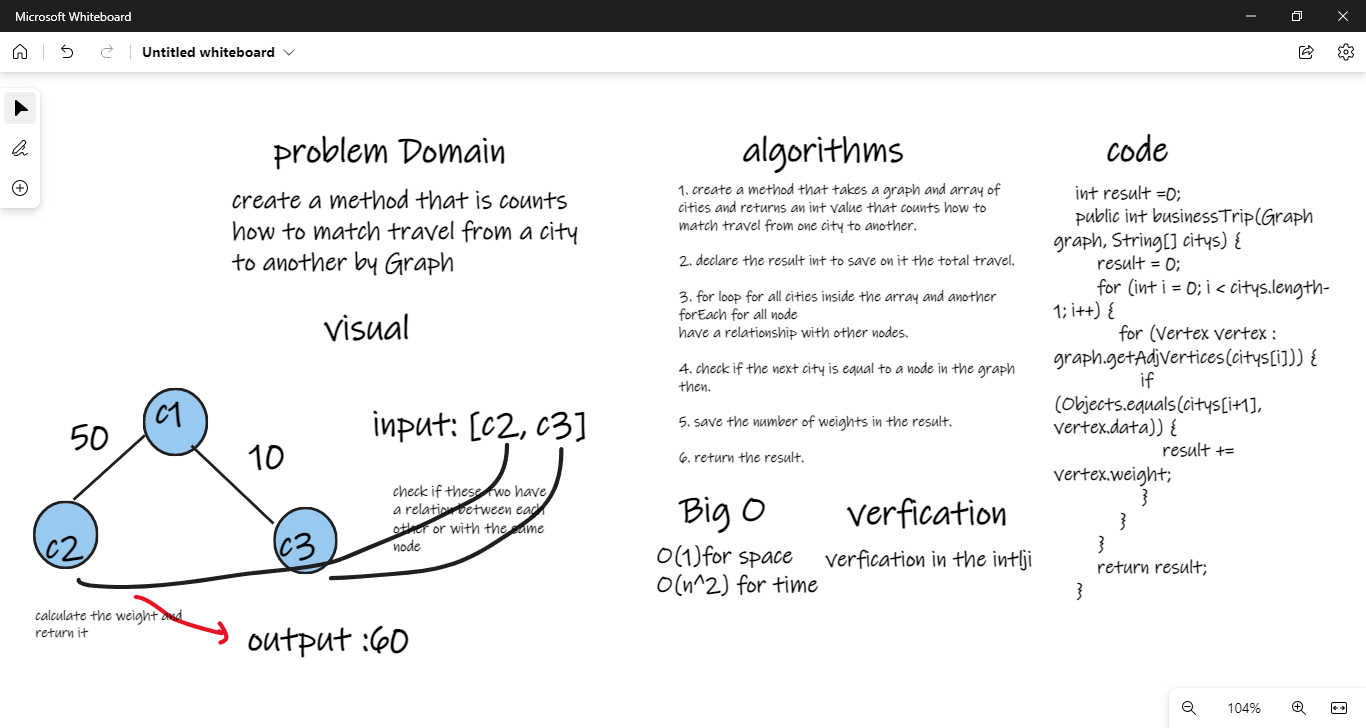 Microsoft Whiteboard
Untitled whiteboard
problem Domain
create a method that is counts
how to match travel from a city
to another by Graph
visual
c1
50
10
c2
c3
input: [c2, c3]
check if these two have
a relation between each
other or with the same
node
calculate the weight and
return it
output :60
algorithms
1. create a method that takes a graph and array of
cities and returns an int value that counts how to
match travel from one city to another.
2. declare the result int to save on it the total travel.
3. for loop for all cities inside the array and another
forEach for all node
have a relationship with other nodes.
4. check if the next city is equal to a node in the graph
then.
5. save the number of weights in the result.
6. return the result.
Big O
O(1)for space
O(n^2) for time
verfication
verfication in the intlji
code
int result =0;
public int businessTrip(Graph
graph, String[] citys) {
result = 0;
for (int i = 0; i < citys.length-
1; i++) {
for (Vertex vertex :
graph.getAdjVertices(citys[i])) {
if
(Objects.equals(citys[i+1],
vertex.data)) {
result +=
vertex.weight;
}
}
}
return result;
}
104%